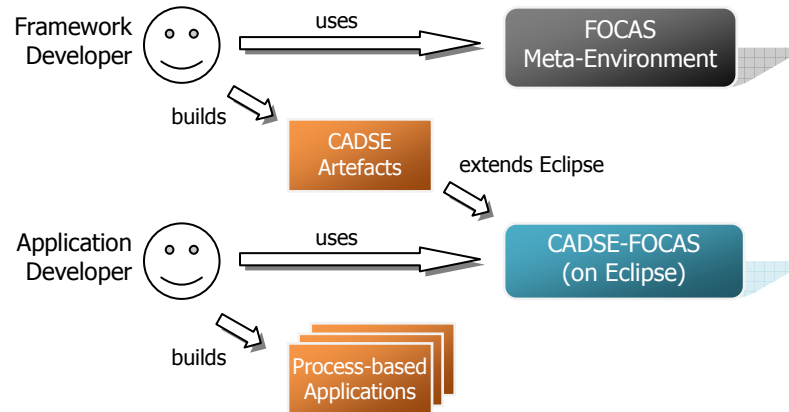 Framework
Developer
uses
FOCAS
Meta-Environment
builds
CADSE
Artefacts
extends Eclipse
Application
Developer
uses
CADSE-FOCAS
(on Eclipse)
builds
Process-based
Applications